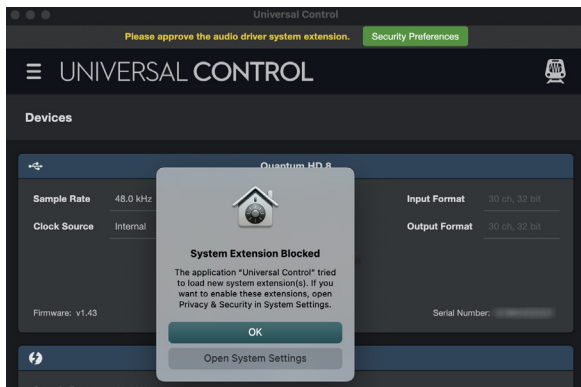 Universal Control
Please approve the audio driver system extension. Security Preferences
UNIVERSAL CONTROL
Devices
Quantum HD 8
Sample Rate 48.0 kHz Input Format 30 ch, 32 bit
Clock Source Internal Output Format 30 ch, 32 bit
System Extension Blocked
The application "Universal Control" tried
to load new system extension(s). If you
want to enable these extensions, open
Privacy & Security in System Settings.
Firmware: v1.43 Serial Number:
OK
Open System Settings